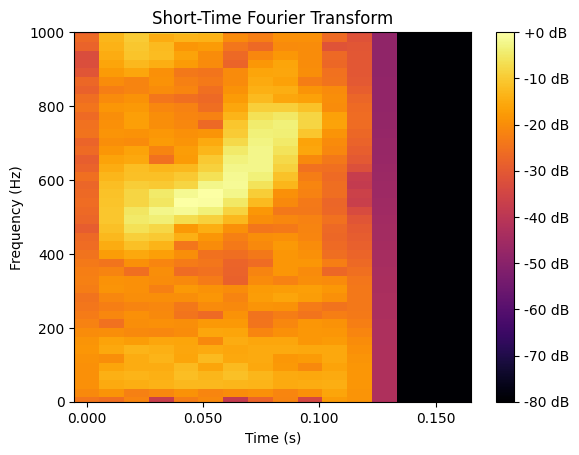 Short-Time Fourier Transform
1000
800
600
400
200
0
Frequency (Hz)
0.000
0.050
0.100
0.150
Time (s)
+0 dB
-10 dB
-20 dB
-30 dB
-40 dB
-50 dB
-60 dB
-70 dB
-80 dB